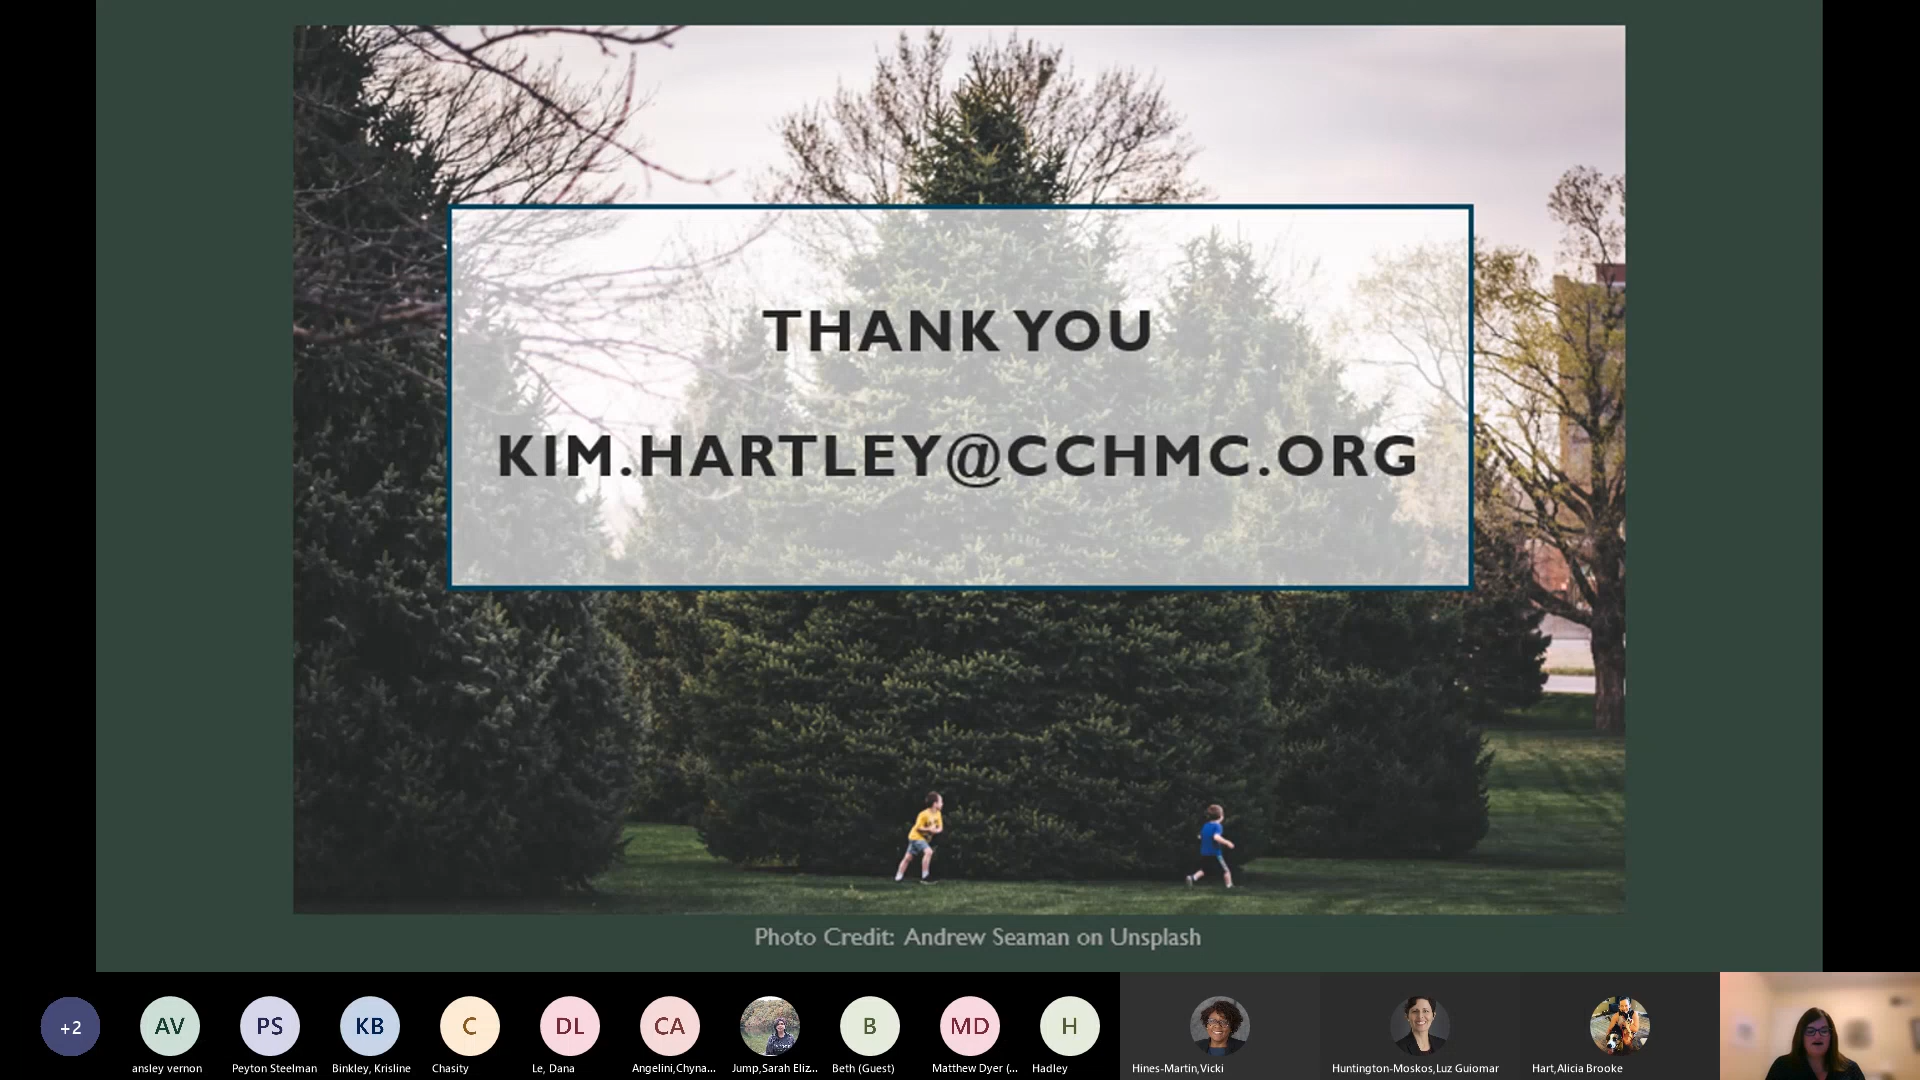 THANK YOU
KIM.HARTLEY@CCHMC.ORG
Photo Credit: Andrew Seaman on Unsplash
+2
AV
PS
KB
C
DL
CA
B
MD
H
ansley vernon
Peyton Steelman
Binkley, Krisline
Chasity
Le, Dana
Angelini,Chyna...
Jump,Sarah Eliz...
Beth (Guest)
Matthew Dyer (...
Hadley
Hines-Martin,Vicki
Huntington-Moskos,Luz Guiomar
Hart,Alicia Brooke